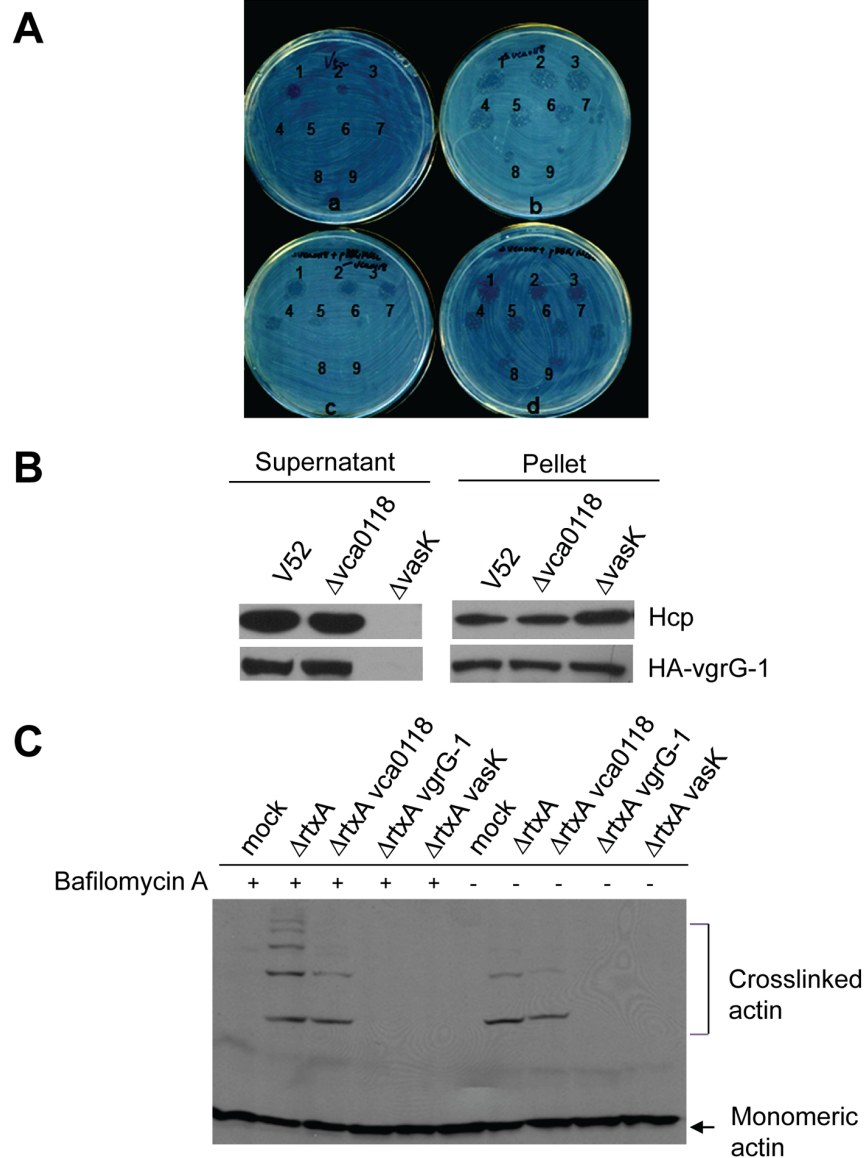 A
1 2 3
4 5 6 7
8 9
a
1 2 3
4 5 6 7
8 9
b
1 2 3
4 5 6 7
8 9
c
1 2 3
4 5 6 7
8 9
d
B
Supernatant Pellet
V52 Δvca0118 ΔvasK V52 Δvca0118 ΔvasK
Hcp
HA-vgrG-1
C
mock ΔrtxA ΔrtxA vca0118 ΔrtxA vgrG-1 ΔrtxA vasK mock ΔrtxA ΔrtxA vca0118 ΔrtxA vgrG-1 ΔrtxA vasK
Bafilomycin A + + + + + - - - - -
Crosslinked
actin
Monomeric
actin